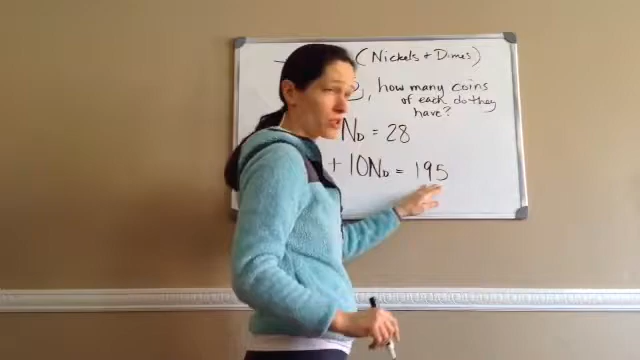 (Nickels + Dimes)
, how many coins
of each do they
have?
N_D = 28
+ 10N_D = 195